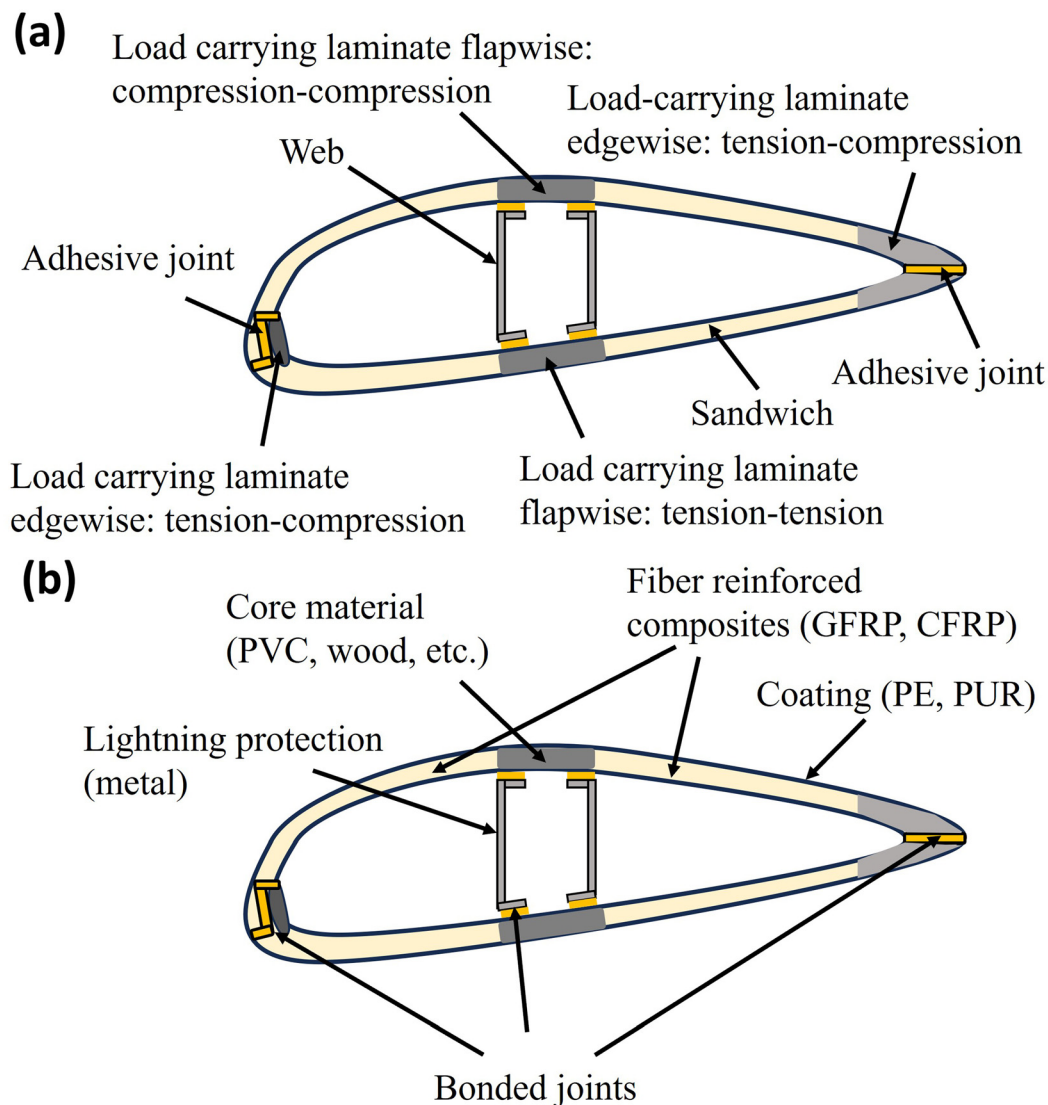 (a)
Load carrying laminate flapwise:
compression-compression
Load-carrying laminate
edgewise: tension-compression
Web
Adhesive joint
Adhesive joint
Sandwich
Load carrying laminate
edgewise: tension-compression
Load carrying laminate
flapwise: tension-tension
(b)
Core material
(PVC, wood, etc.)
Fiber reinforced
composites (GFRP, CFRP)
Coating (PE, PUR)
Lightning protection
(metal)
Bonded joints